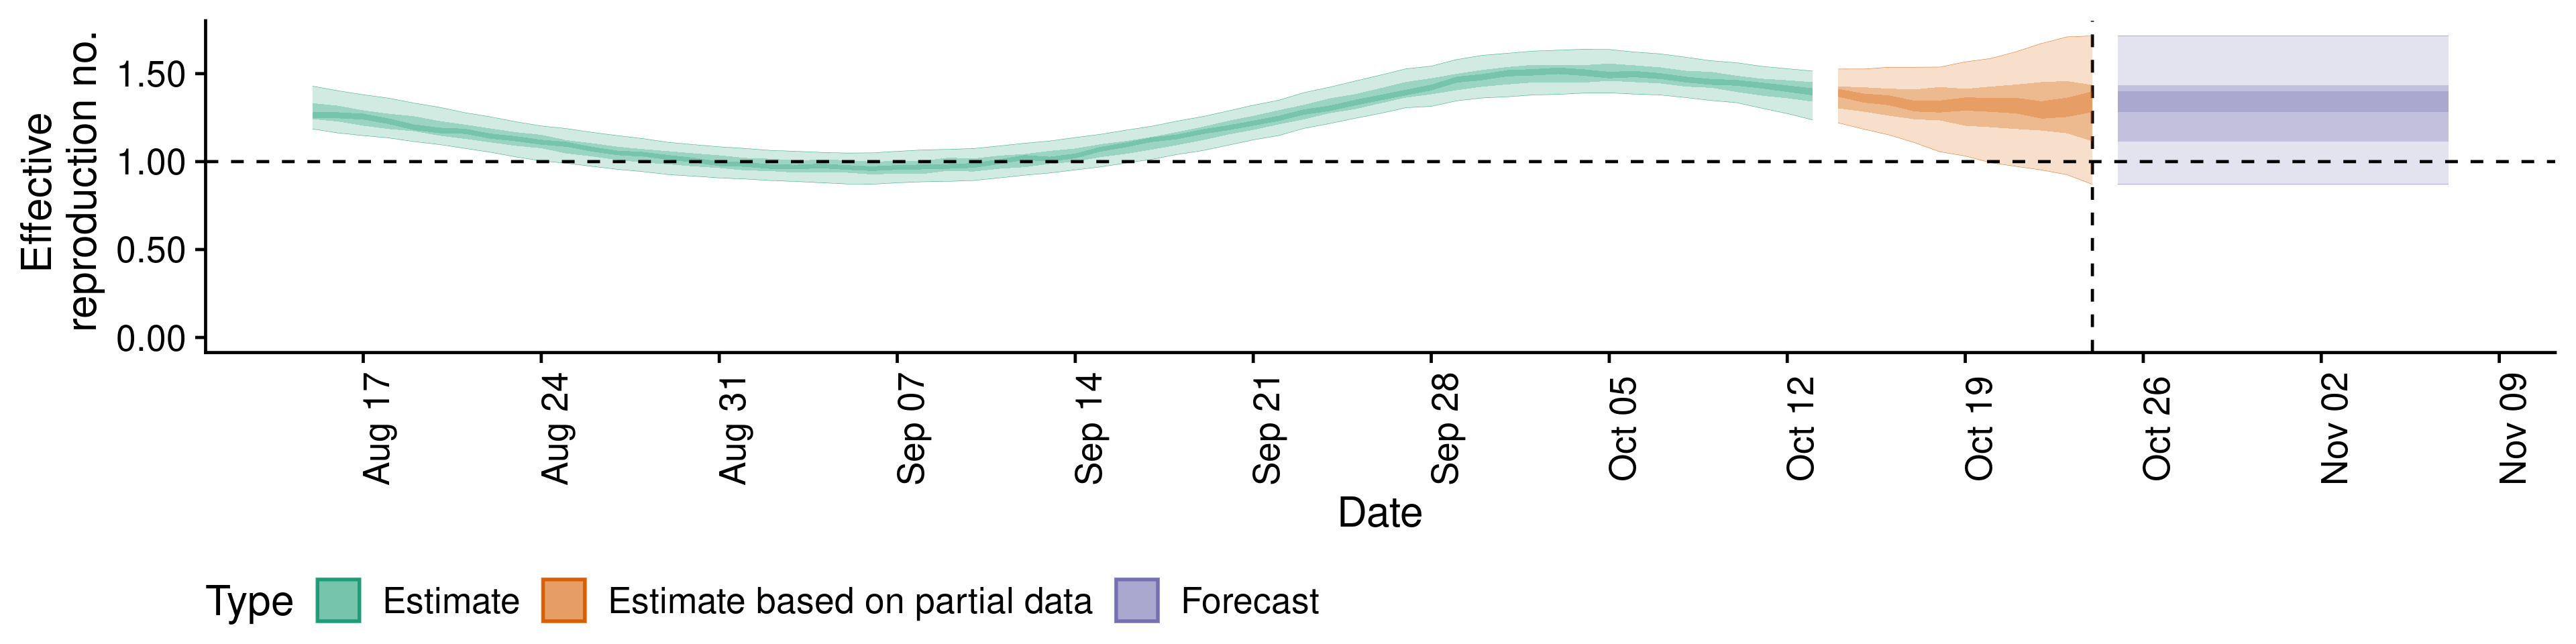 Effective
reproduction no.
1.50
1.00
0.50
0.00
Aug 17
Aug 24
Aug 31
Sep 07
Sep 14
Sep 21
Sep 28
Oct 05
Oct 12
Oct 19
Oct 26
Nov 02
Nov 09
Date
Type Estimate Estimate based on partial data Forecast